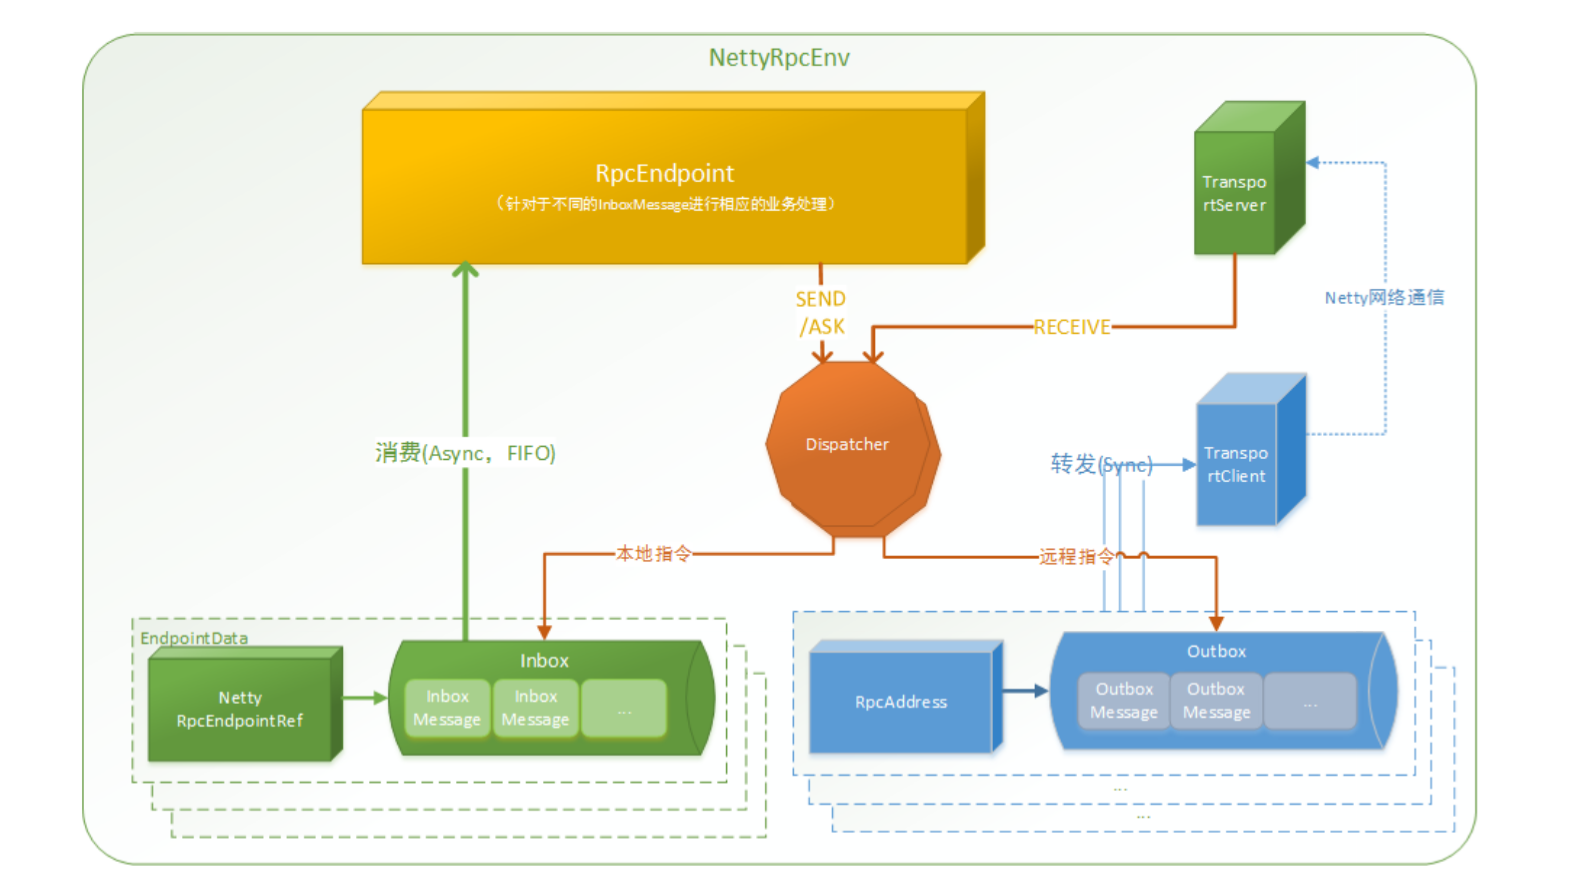 NettyRpcEnv
RpcEndpoint
（针对于不同的InboxMessage进行相应的业务处理）
Transpo
rtServer
SEND
/ASK
RECEIVE
Netty网络通信
消费(Async，FIFO)
Dispatcher
转发(Sync)
Transpo
rtClient
本地指令
远程指令
EndpointData
Netty
RpcEndpointRef
Inbox
Inbox
Message
Inbox
Message
...
RpcAddress
Outbox
Outbox
Message
Outbox
Message
...
...
...